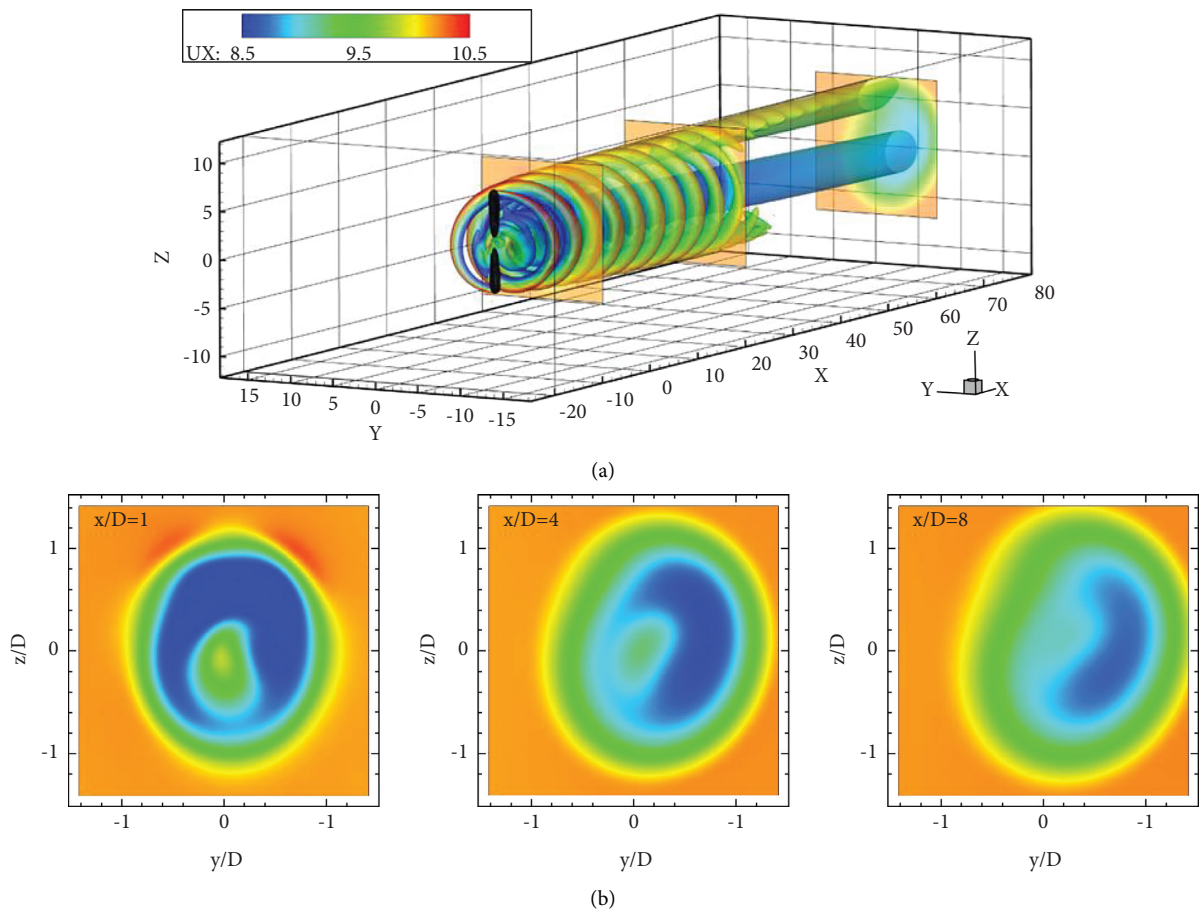 UX: 8.5 9.5 10.5
10
5
0
-5
-10
Z
15 10 5 0 -5 -10 -15
Y
-20 -10 0 10 20 30 40 50 60 70 80
X
Z
Y X
(a)
x/D=1 x/D=4 x/D=8
1 1 1
0 0 0
-1 -1 -1
z/D z/D z/D
-1 0 -1 -1 0 -1 -1 0 -1
y/D y/D y/D
(b)